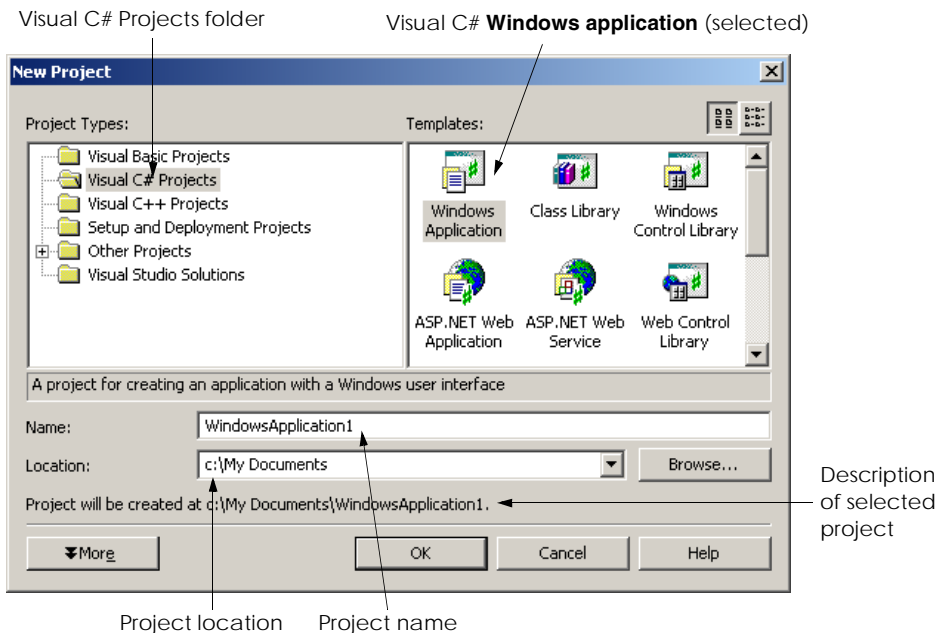 Visual C# Projects folder
Visual C# Windows application (selected)
New Project
Project Types:
Templates:
Visual Basic Projects
Visual C# Projects
Visual C++ Projects
Setup and Deployment Projects
Other Projects
Visual Studio Solutions
Windows Application
Class Library
Windows Control Library
ASP.NET Web Application
ASP.NET Web Service
Web Control Library
A project for creating an application with a Windows user interface
Name:
WindowsApplication1
Location:
c:\My Documents
Browse...
Project will be created at c:\My Documents\WindowsApplication1.
Description
of selected
project
More
OK
Cancel
Help
Project location
Project name